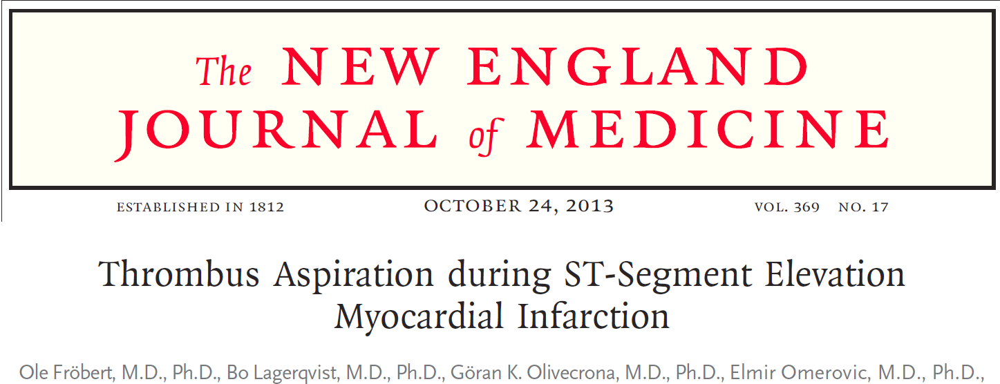 The NEW ENGLAND
JOURNAL of MEDICINE
ESTABLISHED IN 1812 OCTOBER 24, 2013 VOL. 369 NO. 17
Thrombus Aspiration during ST-Segment Elevation
Myocardial Infarction
Ole Fröbert, M.D., Ph.D., Bo Lagerqvist, M.D., Ph.D., Göran K. Olivecrona, M.D., Ph.D., Elmir Omerovic, M.D., Ph.D.,